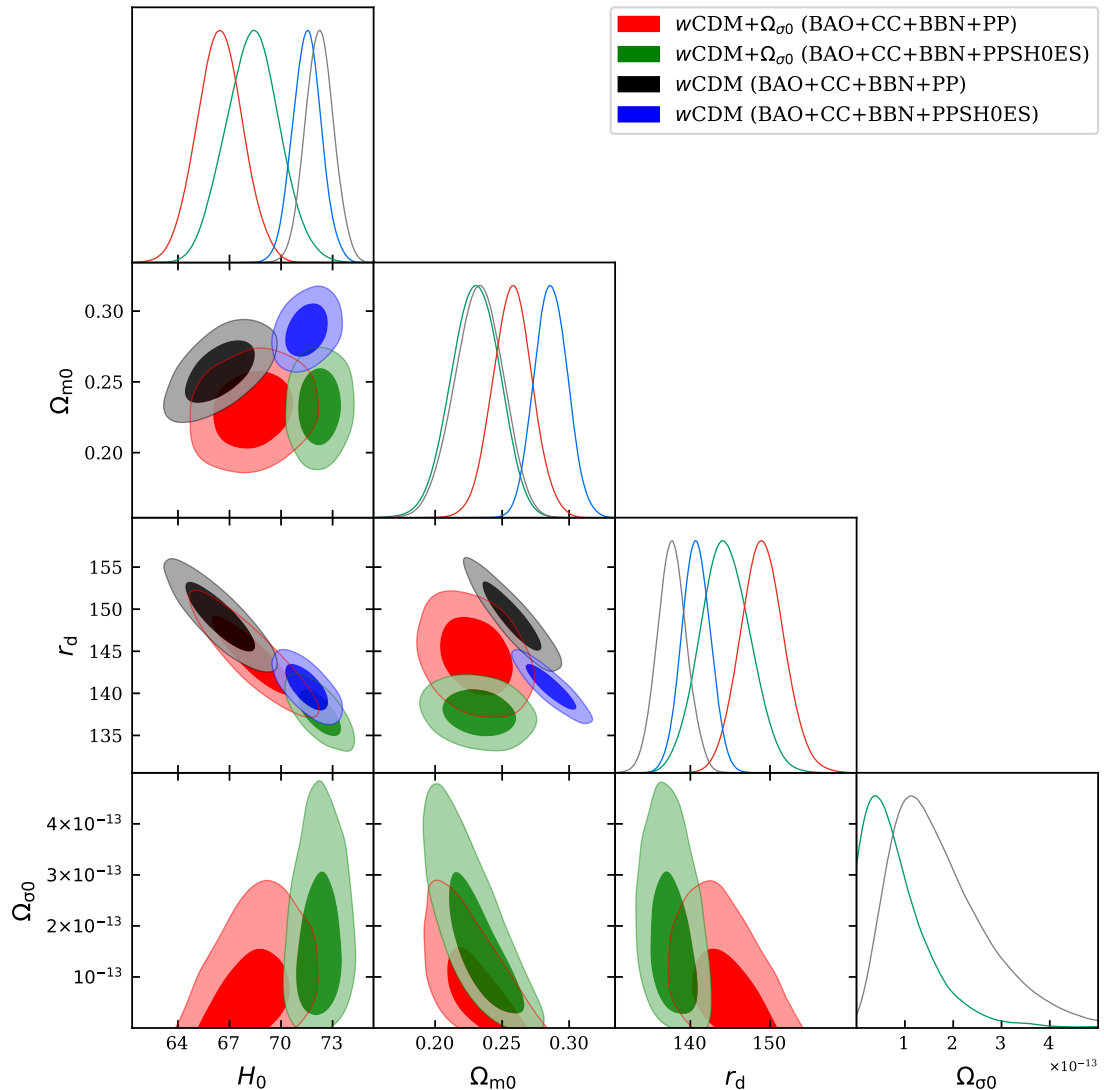 wCDM+Ωσ0 (BAO+CC+BBN+PP)
wCDM+Ωσ0 (BAO+CC+BBN+PPSH0ES)
wCDM (BAO+CC+BBN+PP)
wCDM (BAO+CC+BBN+PPSH0ES)
0.30
0.25
0.20
Ωm0
155
150
145
140
135
rd
4×10−13
3×10−13
2×10−13
10−13
Ωσ0
64 67 70 73
0.20 0.30
140 150
1 2 4
×10−13
H0
Ωm0
rd
Ωσ0